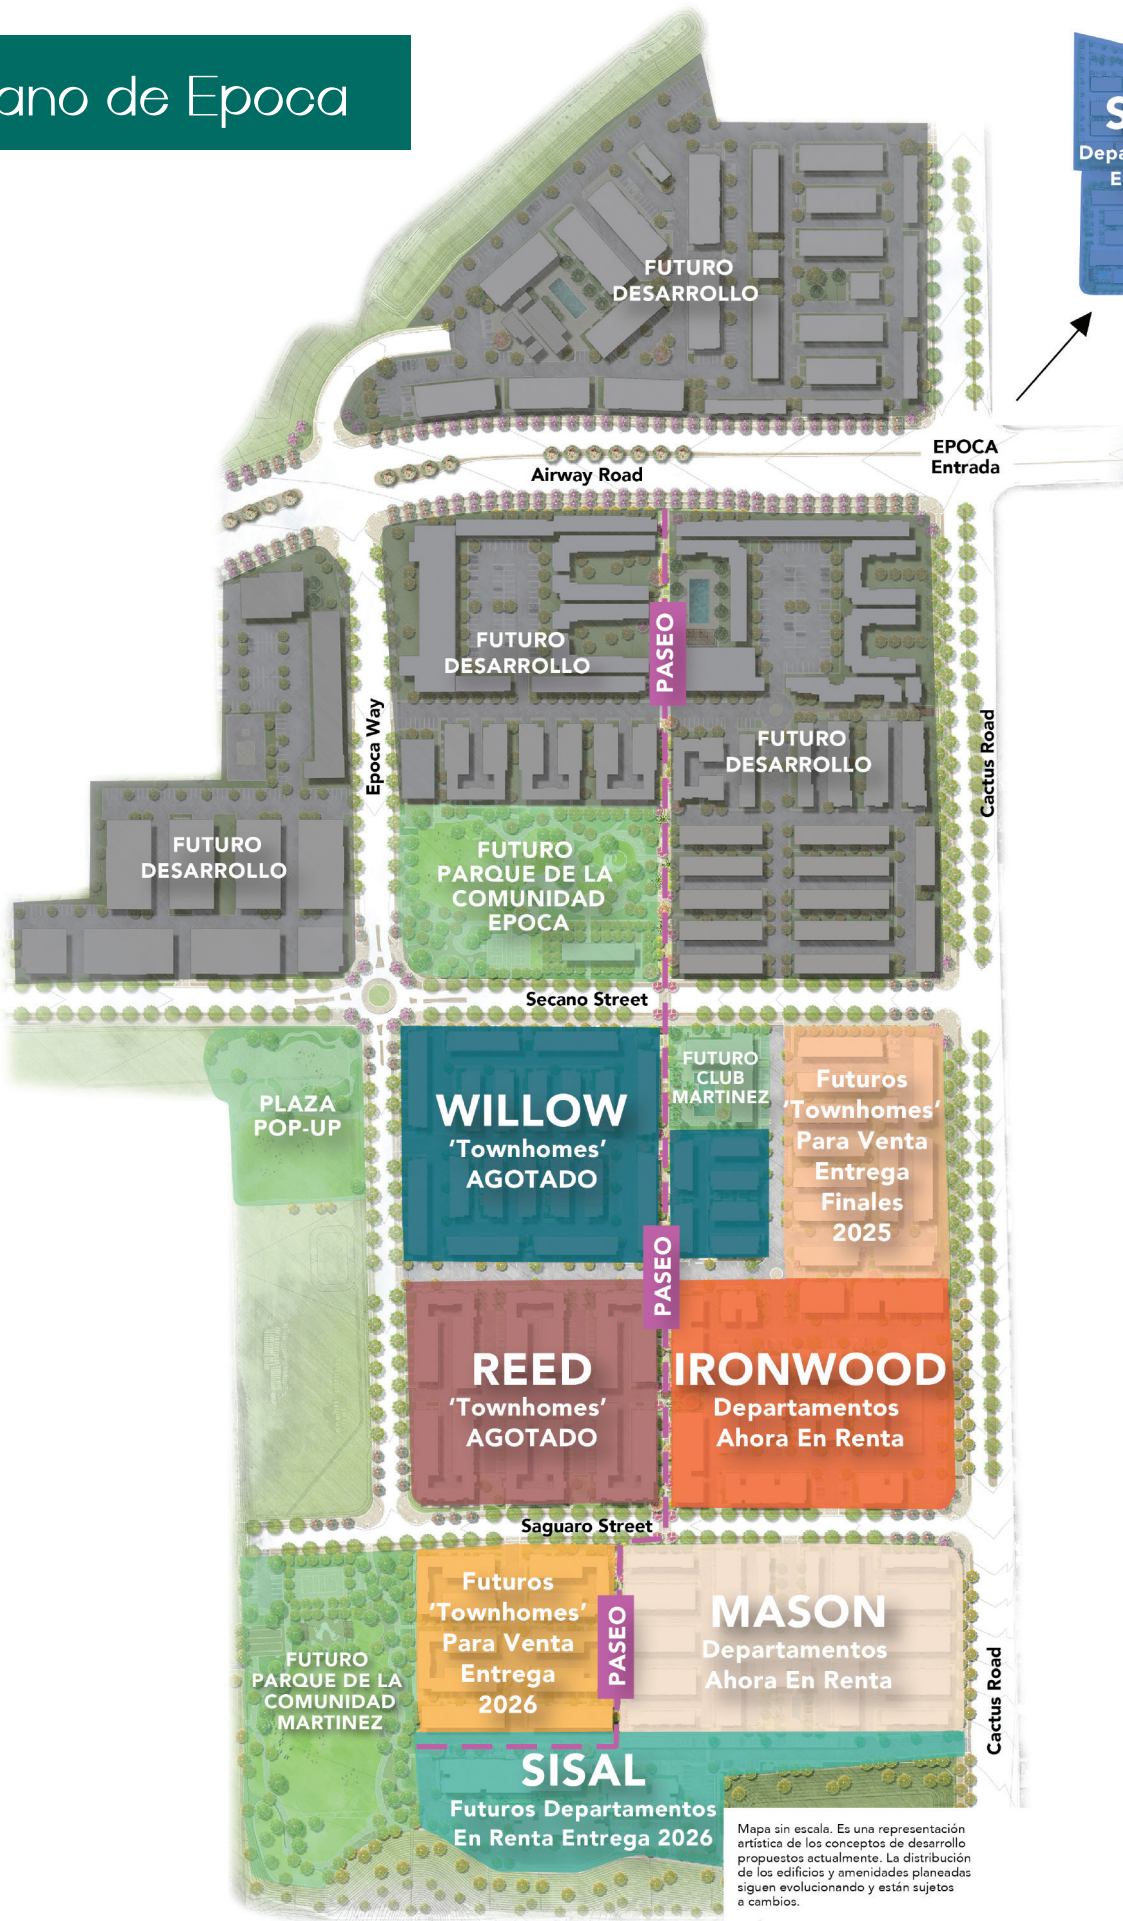 de Epoca
FUTURO
DESARROLLO
EPOCA
Entrada
Airway Road
FUTURO
DESARROLLO
PASEO
Epoca Way
FUTURO
DESARROLLO
Cactus Road
FUTURO
DESARROLLO
FUTURO
PARQUE DE LA
COMUNIDAD
EPOCA
Secano Street
PLAZA
POP-UP
WILLOW
'Townhomes'
AGOTADO
FUTURO
CLUB
MARTINEZ
Futuros
'Townhomes'
Para Venta
Entrega
Finales
2025
PASEO
REED
'Townhomes'
AGOTADO
IRONWOOD
Departamentos
Ahora En Renta
Saguaro Street
Futuros
'Townhomes'
Para Venta
Entrega
2026
PASEO
MASON
Departamentos
Ahora En Renta
FUTURO
PARQUE DE LA
COMUNIDAD
MARTINEZ
Cactus Road
SISAL
Futuros Departamentos
En Renta Entrega 2026
Mapa sin escala. Es una representación
artística de los conceptos de desarrollo
propuestos actualmente. La distribución
de los edificios y amenidades planeadas
siguen evolucionando y están sujetos
a cambios.